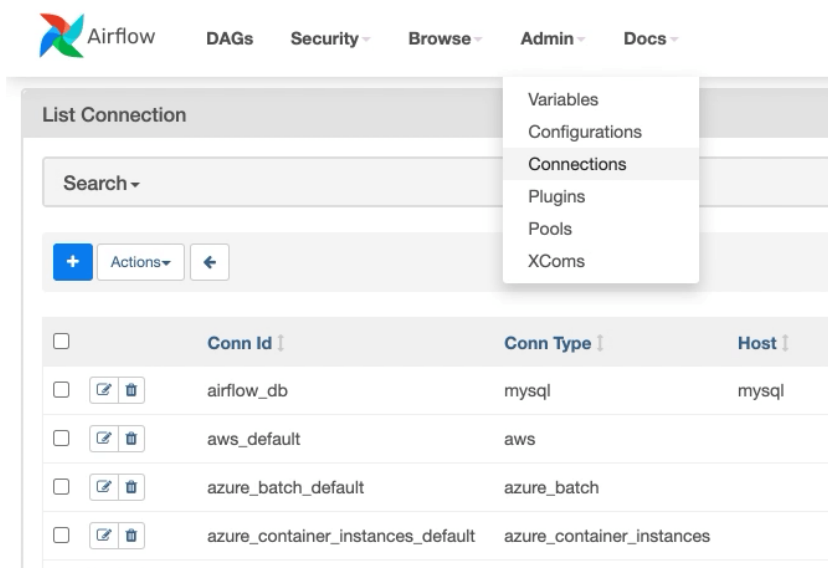 Airflow DAGs Security Browse Admin Docs
List Connection
Variables
Configurations
Connections
Plugins
Pools
XComs
Search
+ Actions
Conn Id Conn Type Host
airflow_db mysql mysql
aws_default aws
azure_batch_default azure_batch
azure_container_instances_default azure_container_instances